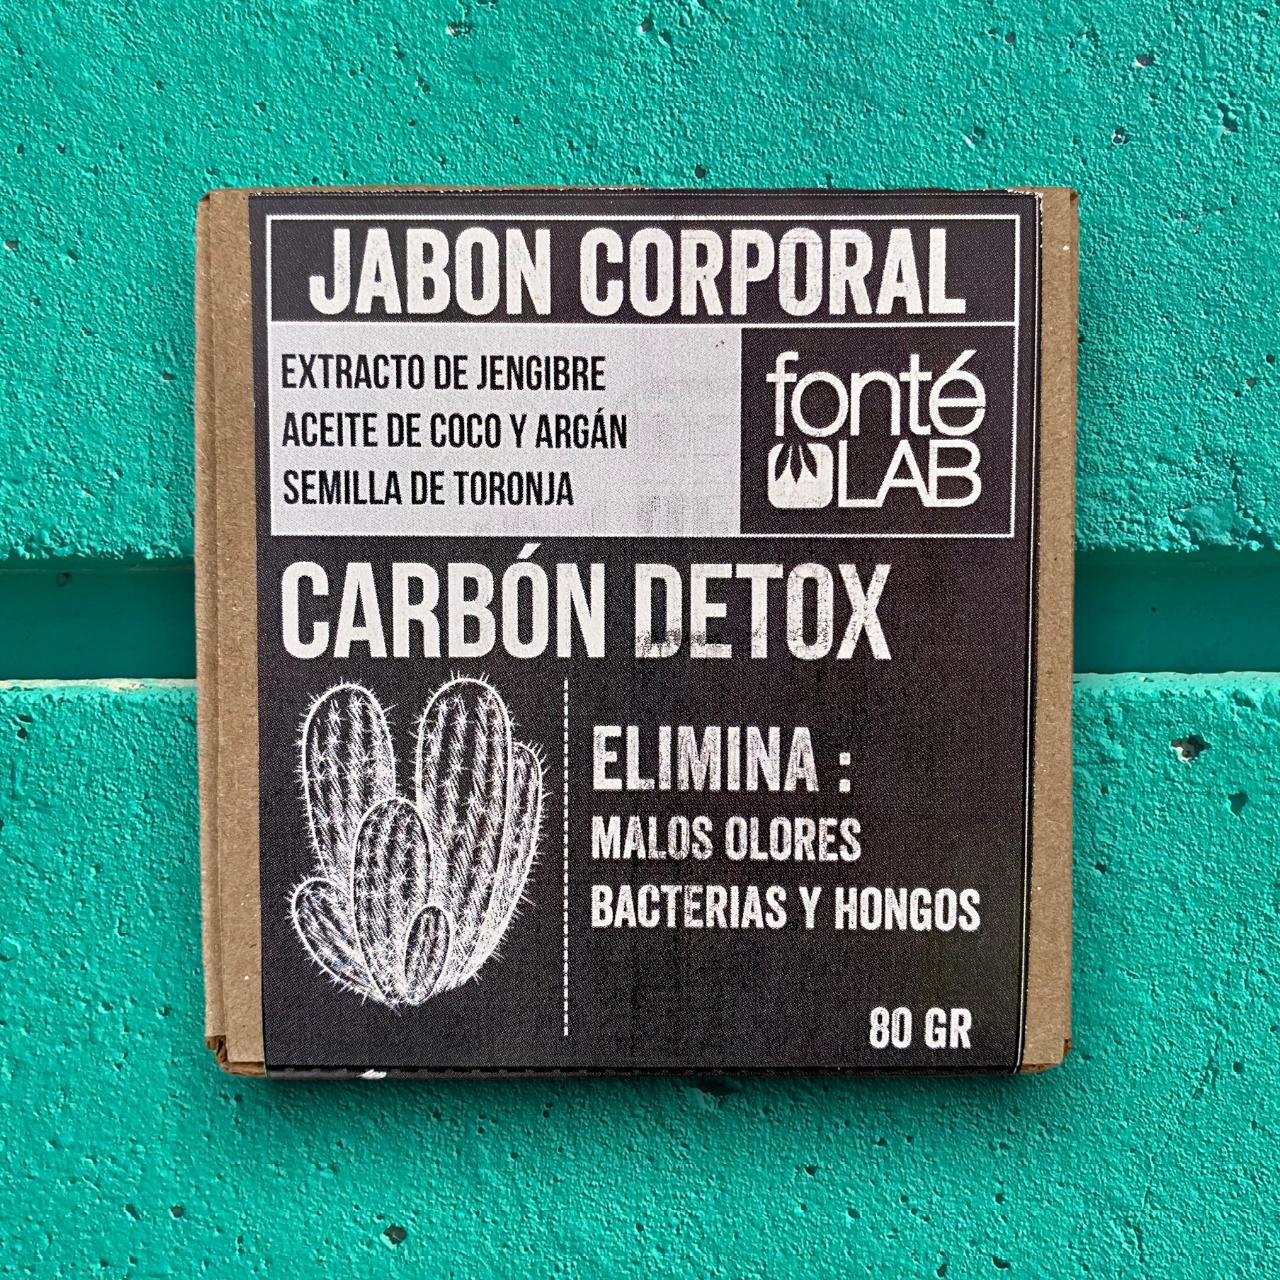 JABON CORPORAL
EXTRACTO DE JENGIBRE
ACEITE DE COCO Y ARGÁN
SEMILLA DE TORONJA
fonté
LAB
CARBÓN DETOX
ELIMINA :
MALOS OLORES
BACTERIAS Y HONGOS
80 GR